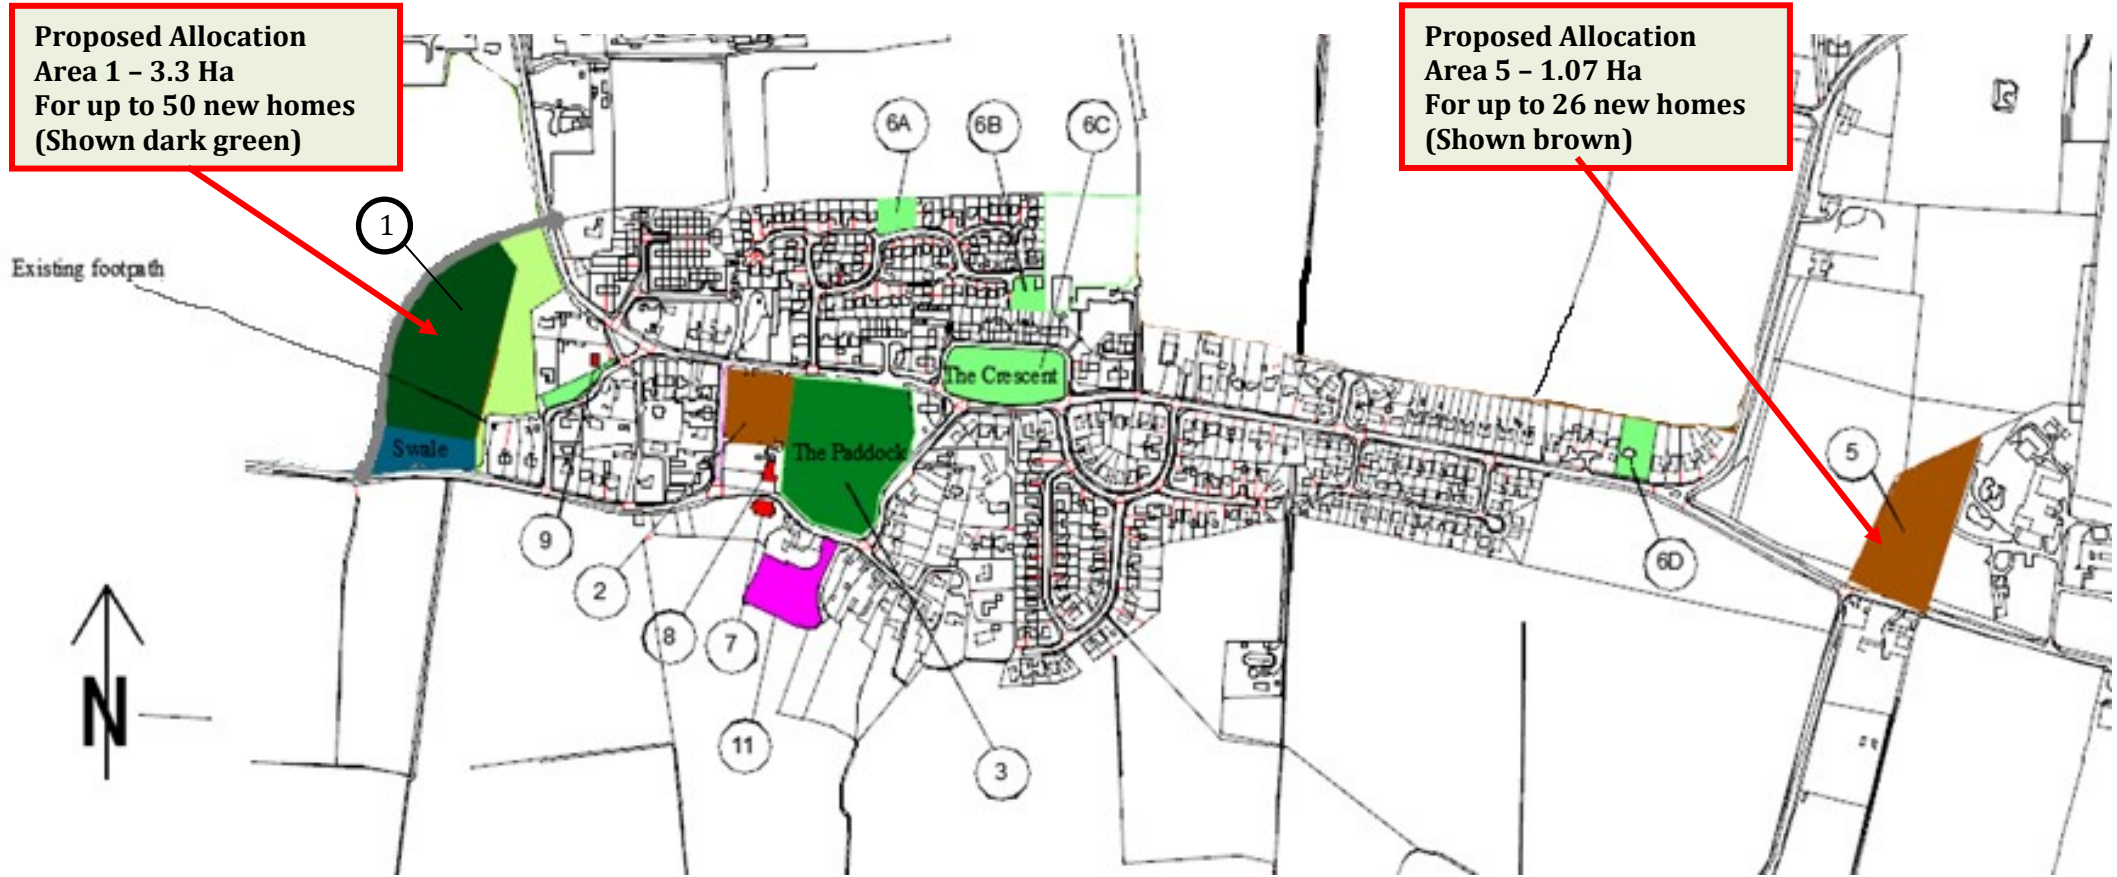 Proposed Allocation
Area 1 – 3.3 Ha
For up to 50 new homes
(Shown dark green)
Proposed Allocation
Area 5 – 1.07 Ha
For up to 26 new homes
(Shown brown)
6A
6B
6C
1
Existing footpath
The Crescent
Swale
The Paddock
5
9
2
8
7
6D
11
3
N